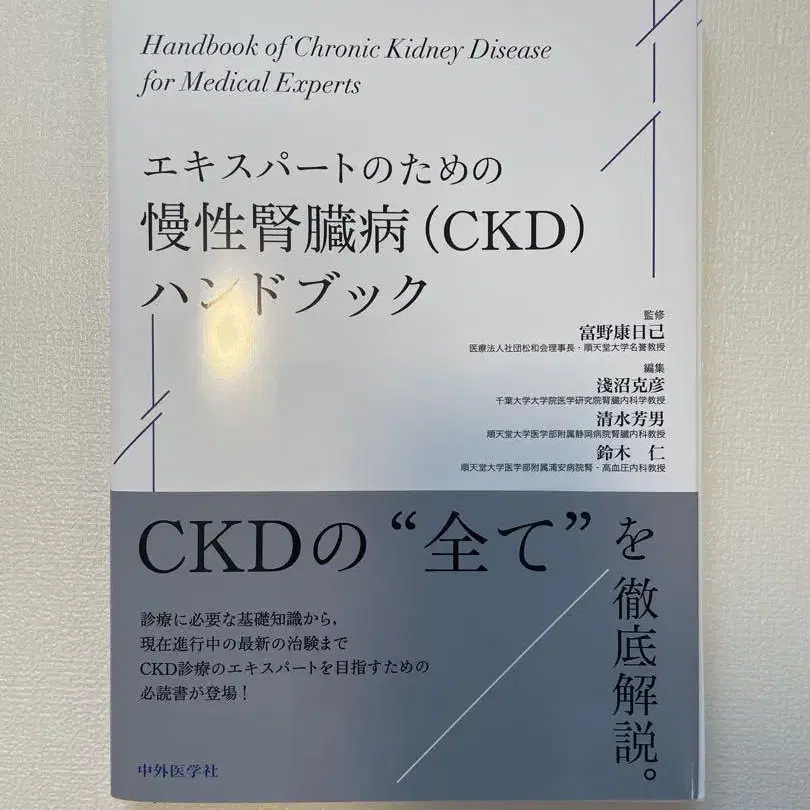 Handbook of Chronic Kidney Disease
for Medical Experts
エキスパートのための
慢性腎臓病（CKD）
ハンドブック
監修
富野康日己
医療法人社団松和会理事長・順天堂大学名誉教授
編集
淺沼克彦
千葉大学大学院医学研究院腎臓内科学教授
清水芳男
順天堂大学医学部附属静岡病院腎臓内科教授
鈴木 仁
順天堂大学医学部附属浦安病院腎・高血圧内科教授
CKDの“全て”を徹底解説。
診療に必要な基礎知識から，
現在進行中の最新の治験まで
CKD診療のエキスパートを目指すための
必読書が登場！
中外医学社